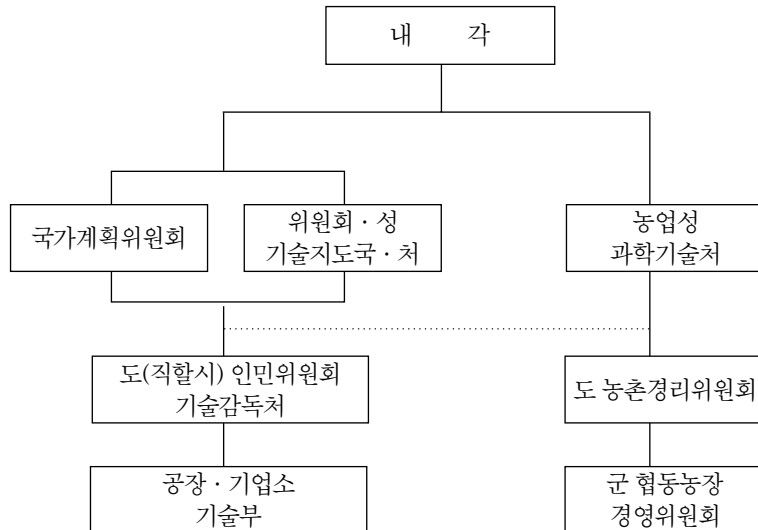 내 각
국가계획위원회
위원회·성
기술지도국·처
농업성
과학기술처
도(직할시) 인민위원회
기술감독처
도 농촌경리위원회
공장·기업소
기술부
군 협동농장
경영위원회